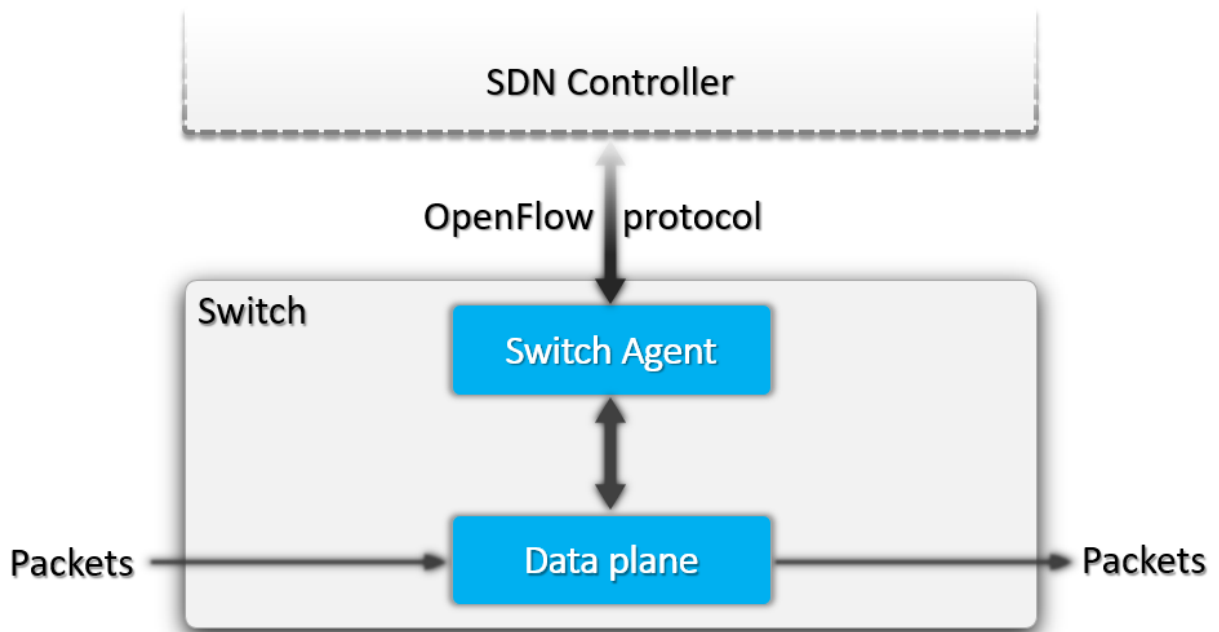 SDN Controller
OpenFlow protocol
Switch
Switch Agent
Packets
Data plane
Packets